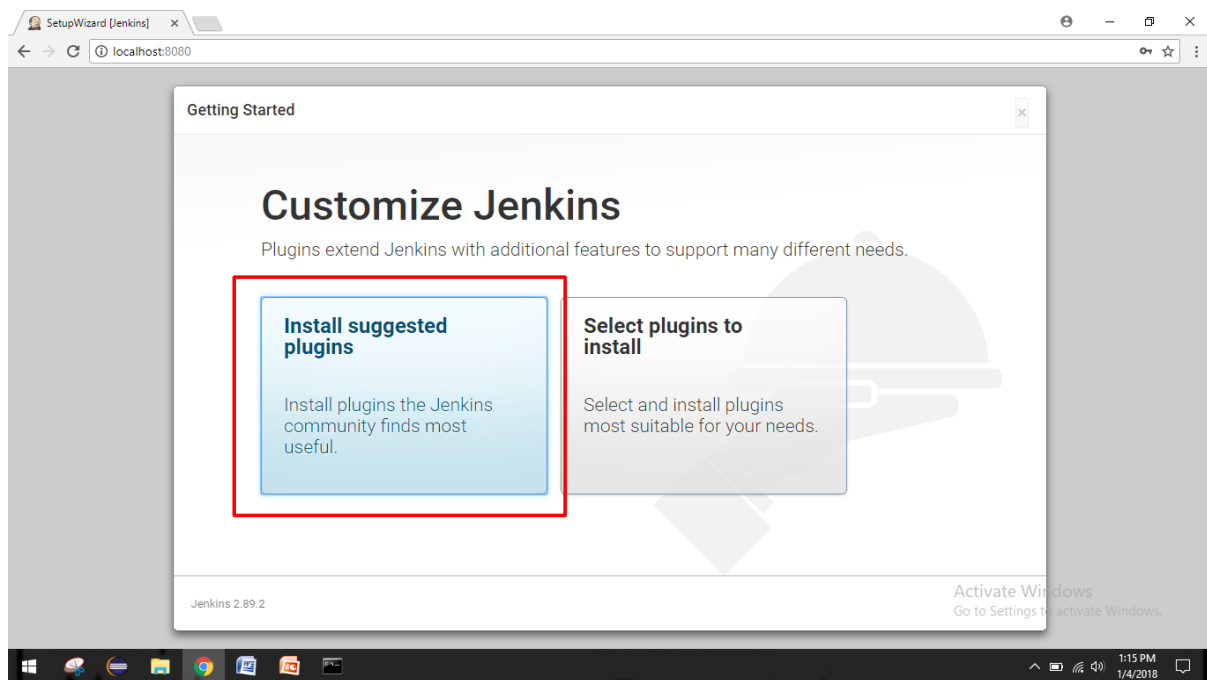 SetupWizard [Jenkins]
localhost:8080
Getting Started
Customize Jenkins
Plugins extend Jenkins with additional features to support many different needs.
Install suggested
plugins
Install plugins the Jenkins
community finds most
useful.
Select plugins to
install
Select and install plugins
most suitable for your needs.
Jenkins 2.89.2
Activate Windows
Go to Settings to activate Windows.
1:15 PM
1/4/2018